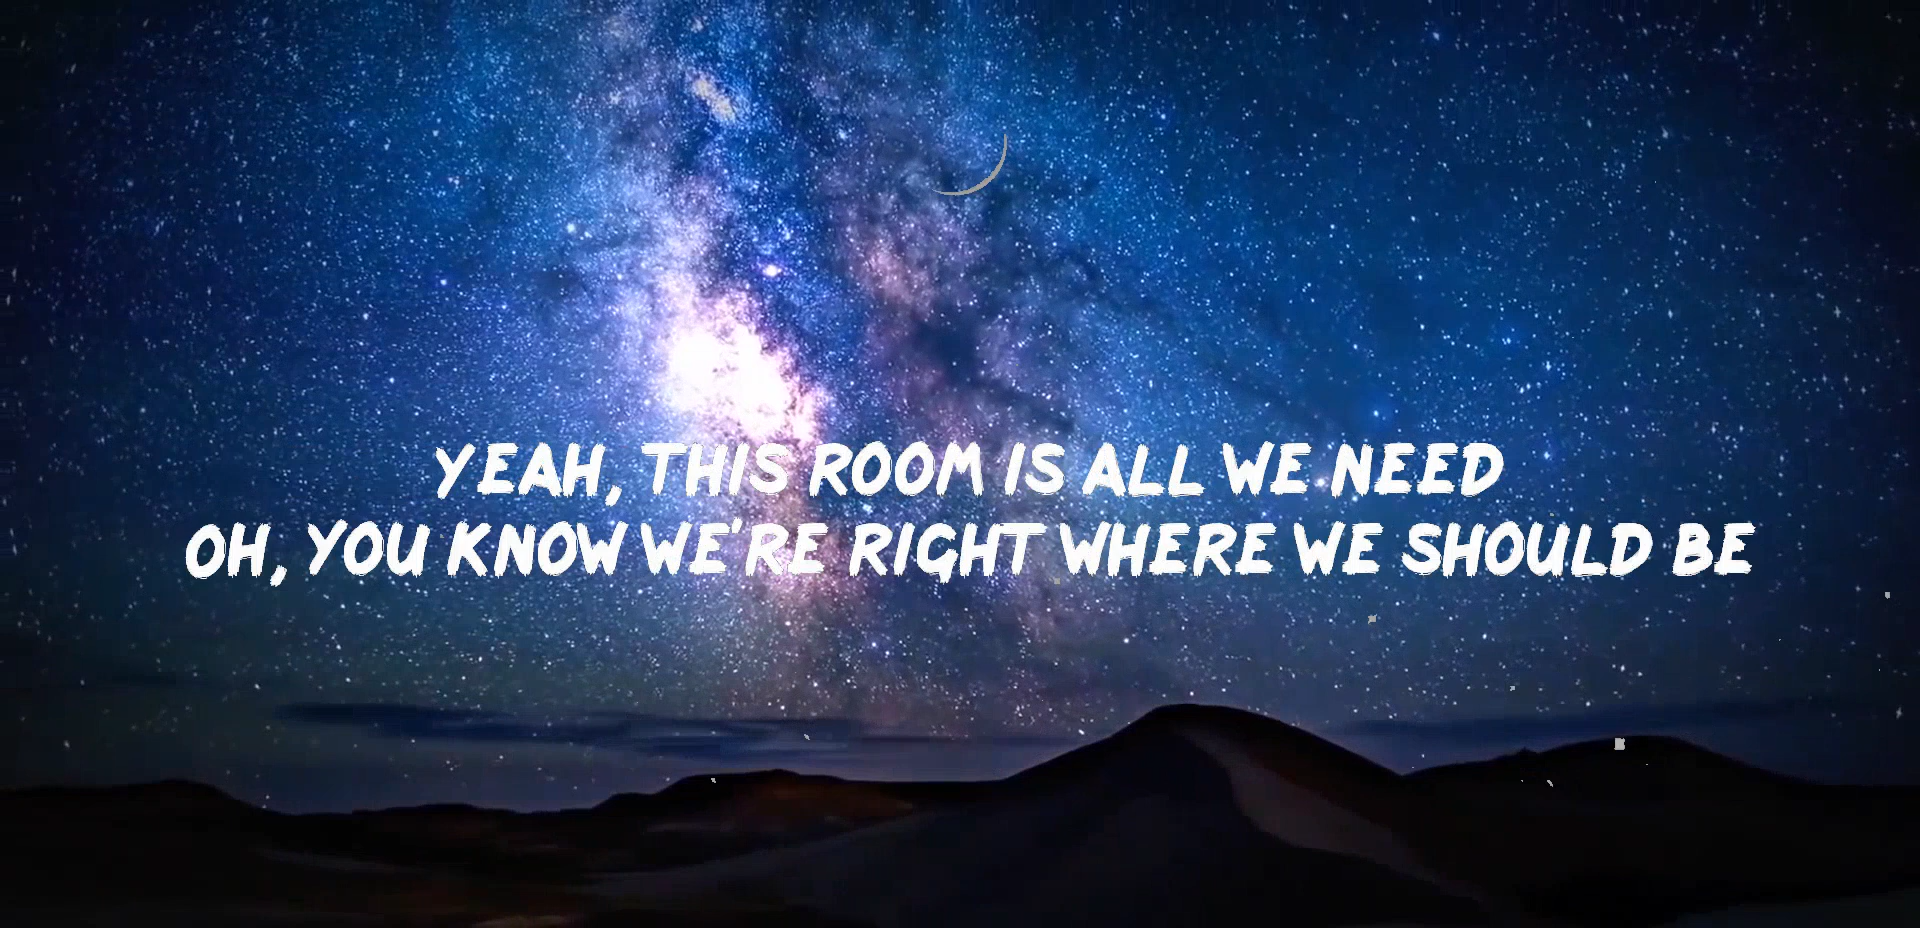 YEAH, THIS ROOM IS ALL WE NEED
OH, YOU KNOW WE'RE RIGHT WHERE WE SHOULD BE